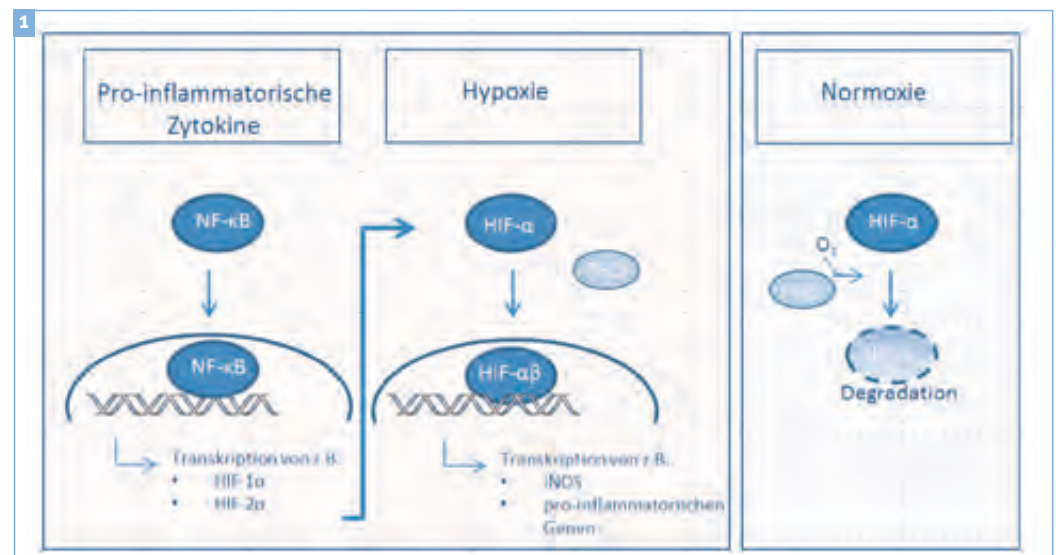 1
Pro-inflammatorische
Zytokine
NF-κB
NF-κB
Transkription von z.B.
• HIF-1α
• HIF-2α
Hypoxie
HIF-α
HIF-αβ
Transkription von z.B.
• iNOS
• pro-inflammatorischen
Genen
Normoxie
HIF-α
O₂
Degradation